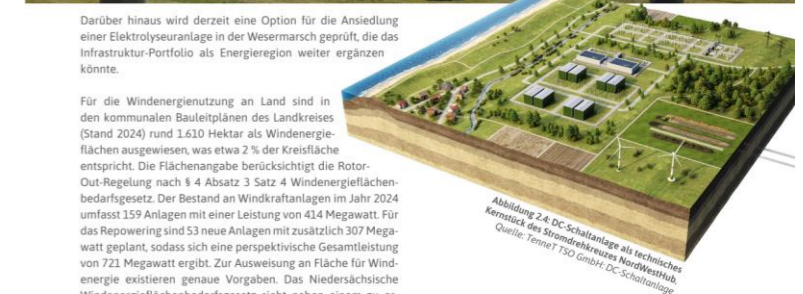 Darüber hinaus wird derzeit eine Option für die Ansiedlung
einer Elektrolyseuranlage in der Wesermarsch geprüft, die das
Infrastruktur-Portfolio als Energieregion weiter ergänzen
könnte.
Für die Windenergienutzung an Land sind in
den kommunalen Bauleitplänen des Landkreises
(Stand 2024) rund 1.610 Hektar als Windenergie-
flächen ausgewiesen, was etwa 2 % der Kreisfläche
entspricht. Die Flächenangabe berücksichtigt die Rotor-
Out-Regelung nach § 4 Absatz 3 Satz 4 Windenergieflächen-
bedarfsgesetz. Der Bestand an Windkraftanlagen im Jahr 2024
umfasst 159 Anlagen mit einer Leistung von 414 Megawatt. Für
das Repowering sind 53 neue Anlagen mit zusätzlich 307 Mega-
watt geplant, sodass sich eine perspektivische Gesamtleistung
von 721 Megawatt ergibt. Zur Ausweisung an Fläche für Wind-
energie existieren genaue Vorgaben. Das Niedersächsische
Abbildung 2.4: DC-Schaltanlage als technisches
Kernstück des Stromdrehkreuzes NordWestHub,
Quelle: TenneT TSO GmbH: DC-Schaltanlage